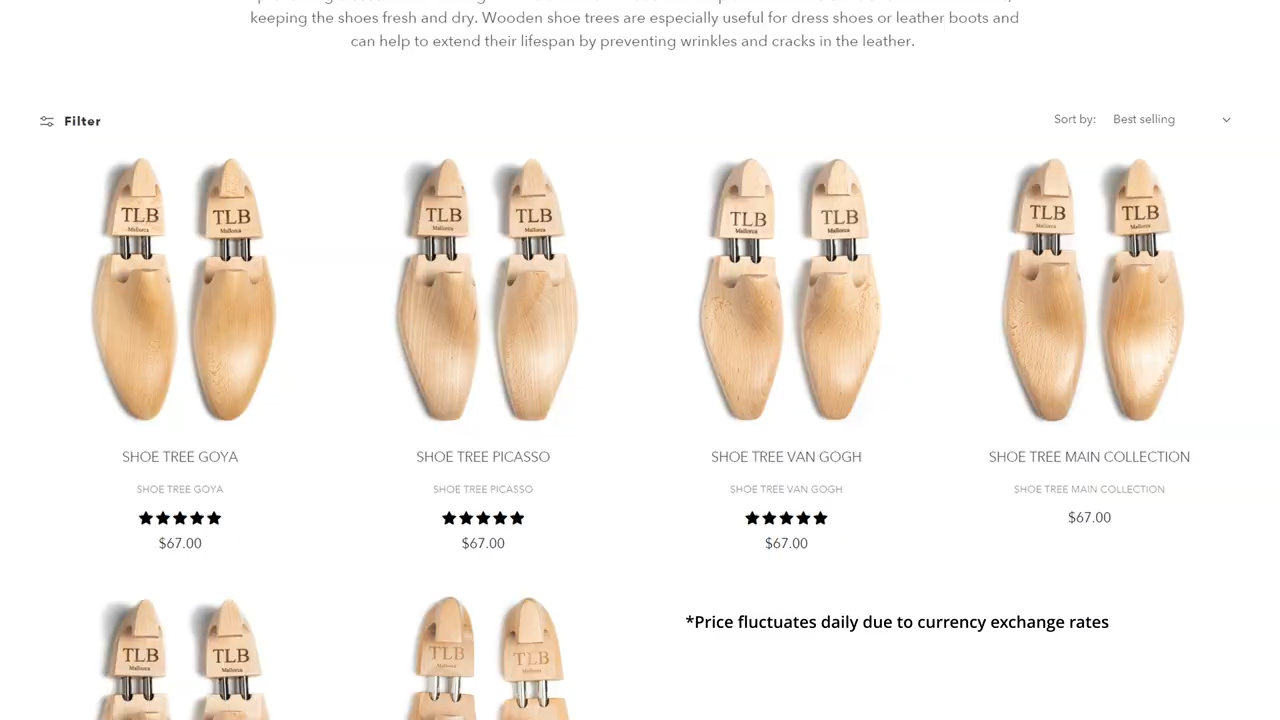 keeping the shoes fresh and dry. Wooden shoe trees are especially useful for dress shoes or leather boots and
can help to extend their lifespan by preventing wrinkles and cracks in the leather.
Filter
Sort by: Best selling
TLB
Mallorca
TLB
Mallorca
TLB
Mallorca
TLB
Mallorca
TLB
Mallorca
TLB
Mallorca
TLB
Mallorca
TLB
Mallorca
SHOE TREE GOYA
SHOE TREE GOYA
$67.00
SHOE TREE PICASSO
SHOE TREE PICASSO
$67.00
SHOE TREE VAN GOGH
SHOE TREE VAN GOGH
$67.00
SHOE TREE MAIN COLLECTION
SHOE TREE MAIN COLLECTION
$67.00
TLB
Mallorca
TLB
Mallorca
TLB
Mallorca
TLB
Mallorca
*Price fluctuates daily due to currency exchange rates